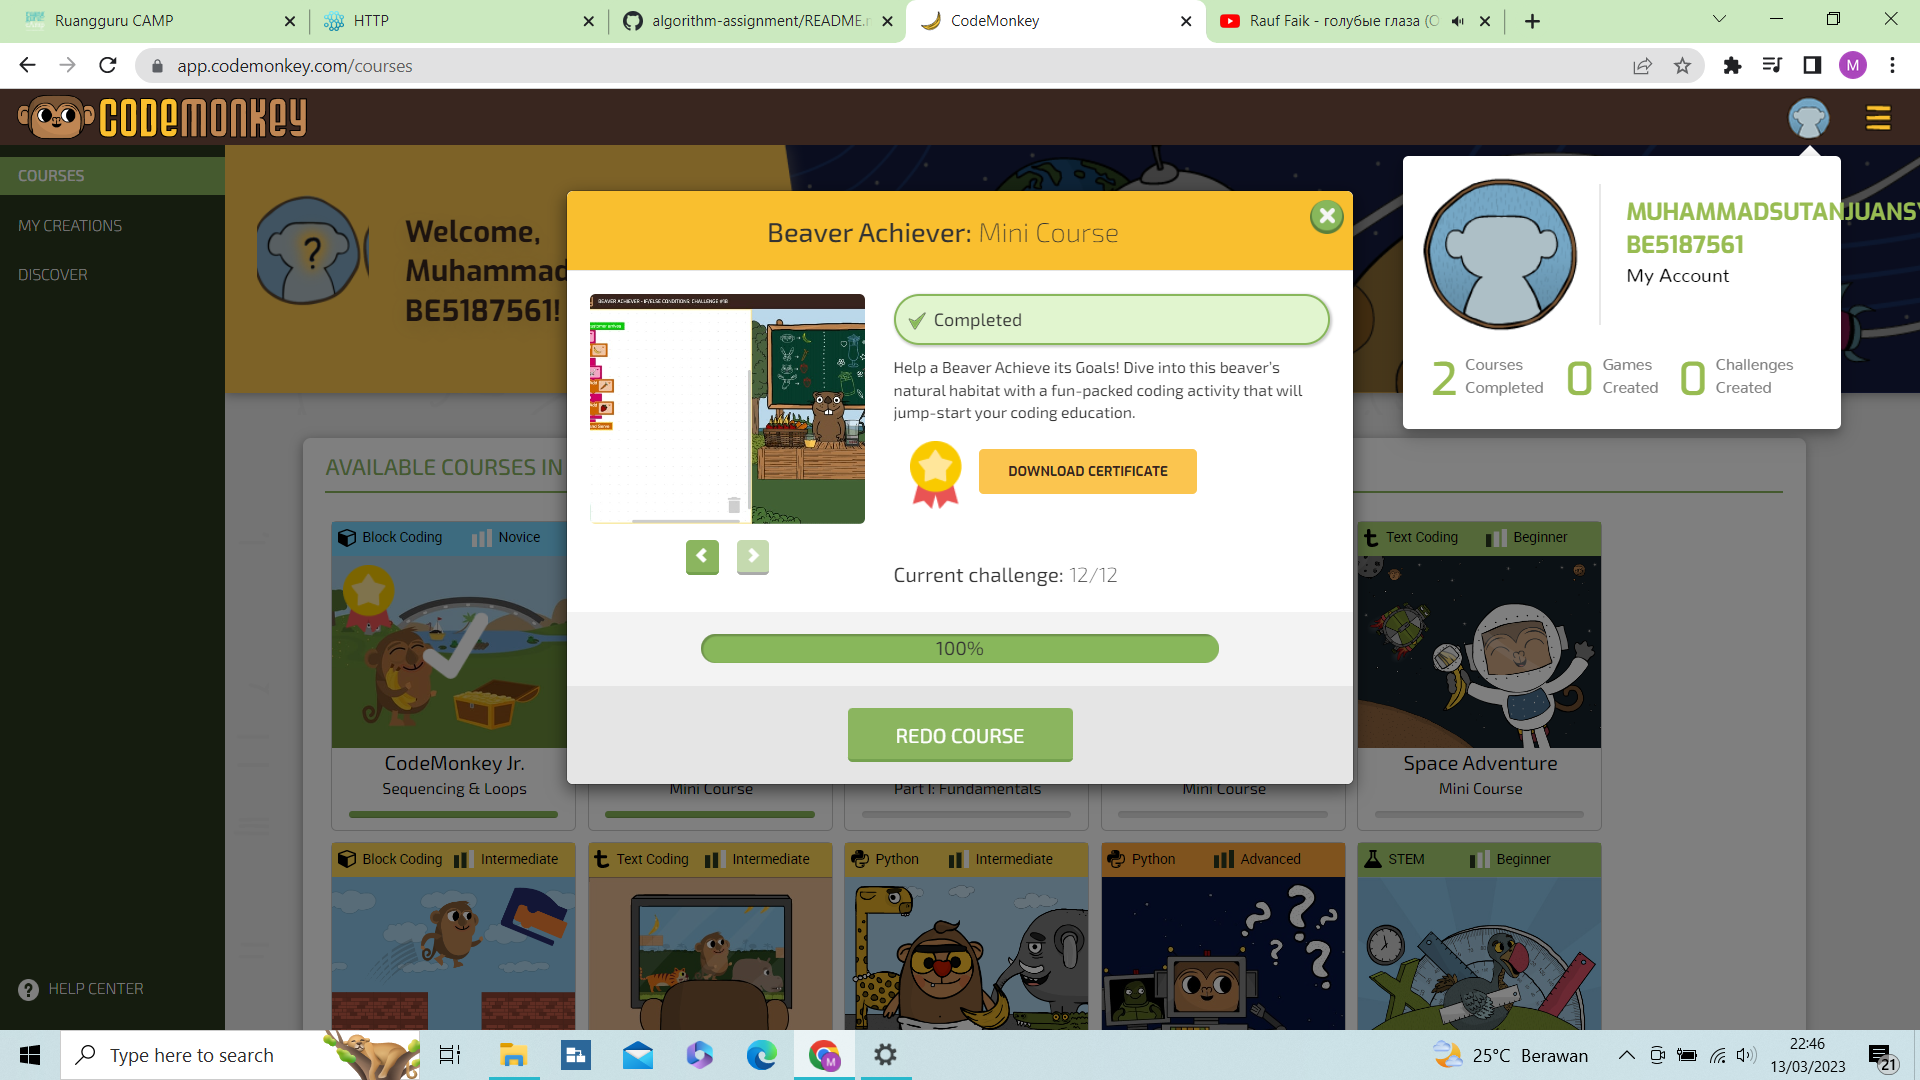 Ruangguru CAMP
HTTP
algorithm-assignment/README.
CodeMonkey
Rauf Faik - голубые глаза (O
app.codemonkey.com/courses
M
CODEMONKEY
COURSES
MY CREATIONS
DISCOVER
HELP CENTER
Welcome,
Muhammad
BE5187561!
MUHAMMADSUTANJUANSY
BE5187561
My Account
2 Courses Completed
0 Games Created
0 Challenges Created
Beaver Achiever: Mini Course
BEAVER ACHIEVER - IF/ELSE CONDITIONS: CHALLENGE #18
Completed
Help a Beaver Achieve its Goals! Dive into this beaver's
natural habitat with a fun-packed coding activity that will
jump-start your coding education.
DOWNLOAD CERTIFICATE
Current challenge: 12/12
100%
REDO COURSE
AVAILABLE COURSES IN
Block Coding Novice
CodeMonkey Jr.
Sequencing & Loops
Mini Course
Part I: Fundamentals
Mini Course
Text Coding Beginner
Space Adventure
Mini Course
Block Coding Intermediate
Text Coding Intermediate
Python Intermediate
Python Advanced
STEM Beginner
Type here to search
25°C Berawan
22:46
13/03/2023
21